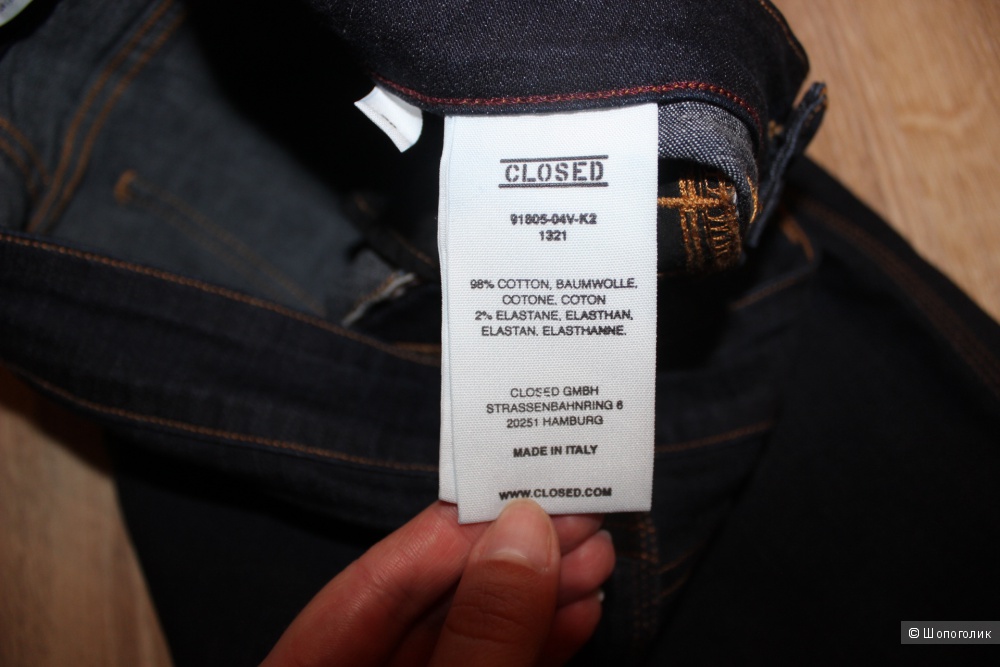 CLOSED
91805-04V-K2
1321
98% COTTON, BAUMWOLLE,
COTONE, COTON
2% ELASTANE, ELASTHAN,
ELASTAN, ELASTHANNE.
CLOSED GMBH
STRASSENBAHNRING 6
20251 HAMBURG
MADE IN ITALY
WWW.CLOSED.COM
© Шопоголик